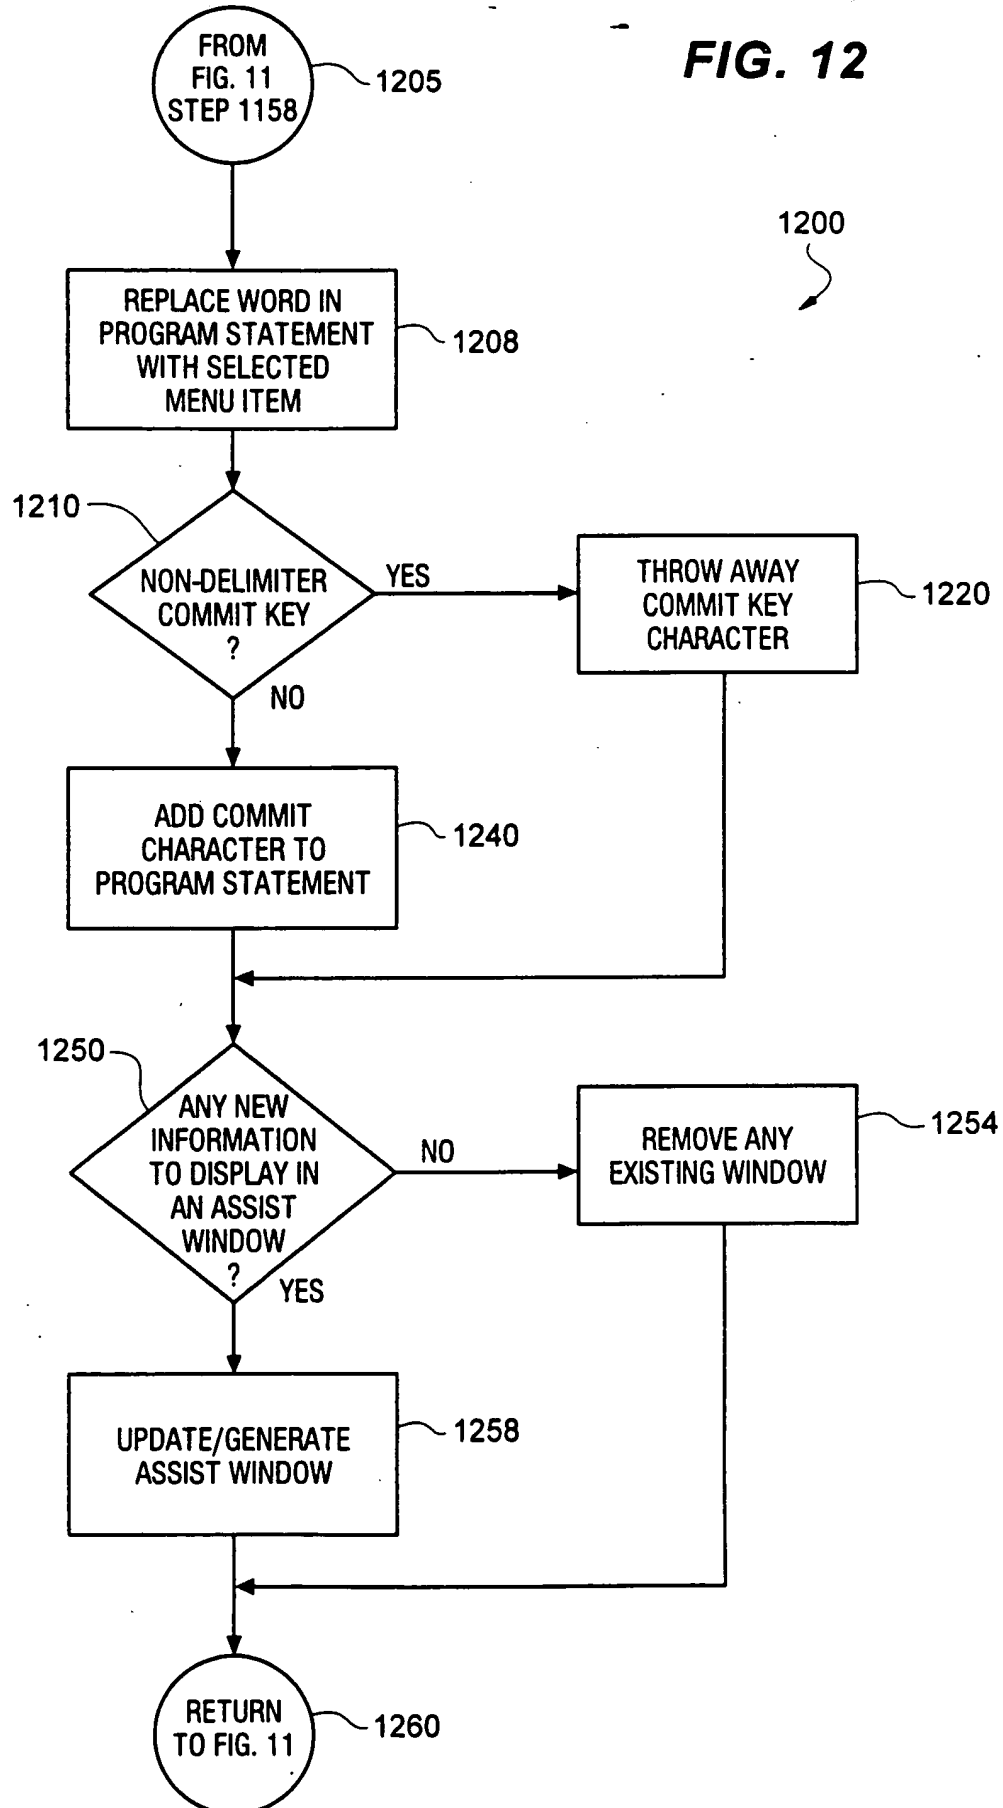 FROM
FIG. 11
STEP 1158
1205
FIG. 12
1200
REPLACE WORD IN
PROGRAM STATEMENT
WITH SELECTED
MENU ITEM
1208
1210
NON-DELIMITER
COMMIT KEY
?
YES
NO
THROW AWAY
COMMIT KEY
CHARACTER
1220
ADD COMMIT
CHARACTER TO
PROGRAM STATEMENT
1240
1250
ANY NEW
INFORMATION
TO DISPLAY IN
AN ASSIST
WINDOW
?
NO
YES
REMOVE ANY
EXISTING WINDOW
1254
UPDATE/GENERATE
ASSIST WINDOW
1258
RETURN
TO FIG. 11
1260